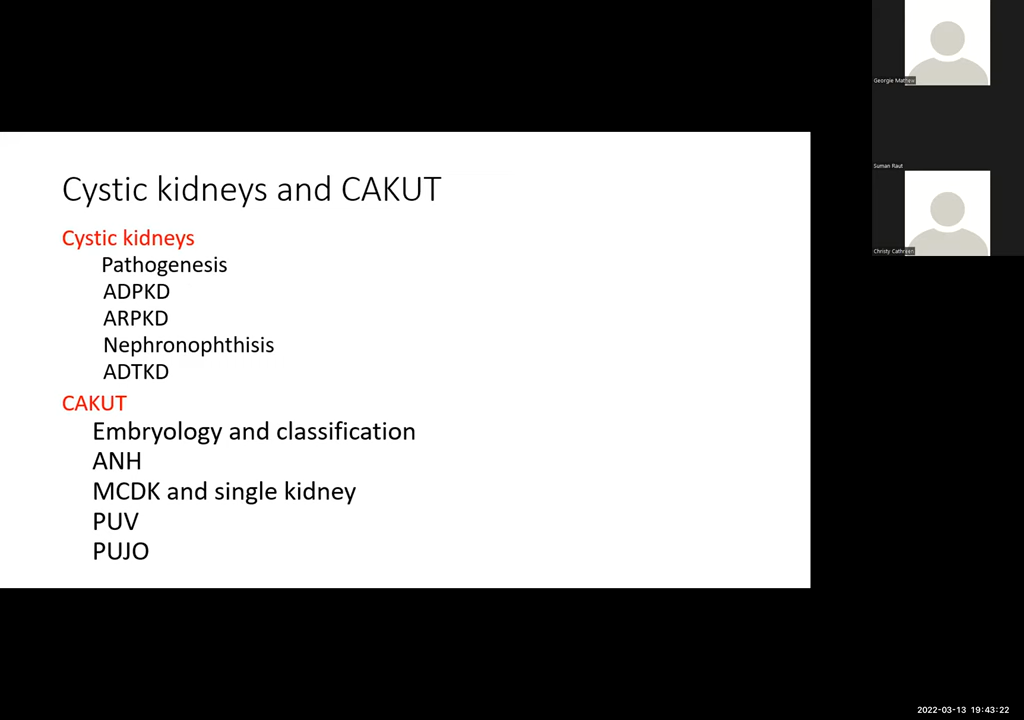 Cystic kidneys and CAKUT
Cystic kidneys
Pathogenesis
ADPKD
ARPKD
Nephronophthisis
ADTKD
CAKUT
Embryology and classification
ANH
MCDK and single kidney
PUV
PUJO
Georgie Mathew
Suman Raut
Christy Cathreen
2022-03-13 19:43:22